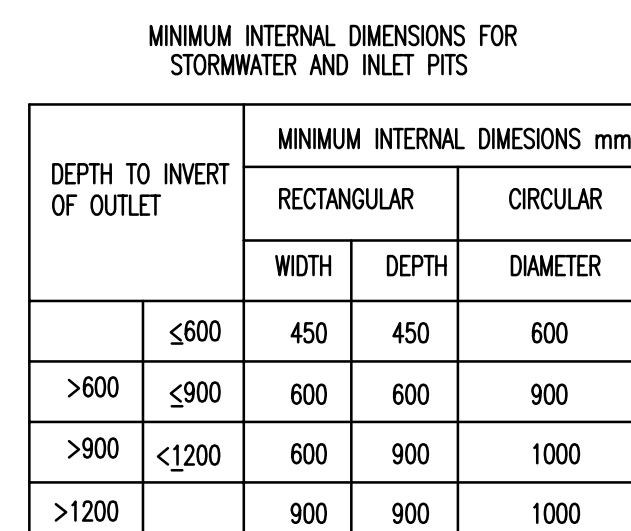 MINIMUM INTERNAL DIMENSIONS FOR
STORMWATER AND INLET PITS
DEPTH TO INVERT
OF OUTLET
MINIMUM INTERNAL DIMESIONS mm
RECTANGULAR CIRCULAR
WIDTH DEPTH DIAMETER
≤600 450 450 600
>600 ≤900 600 600 900
>900 <1200 600 900 1000
>1200 900 900 1000